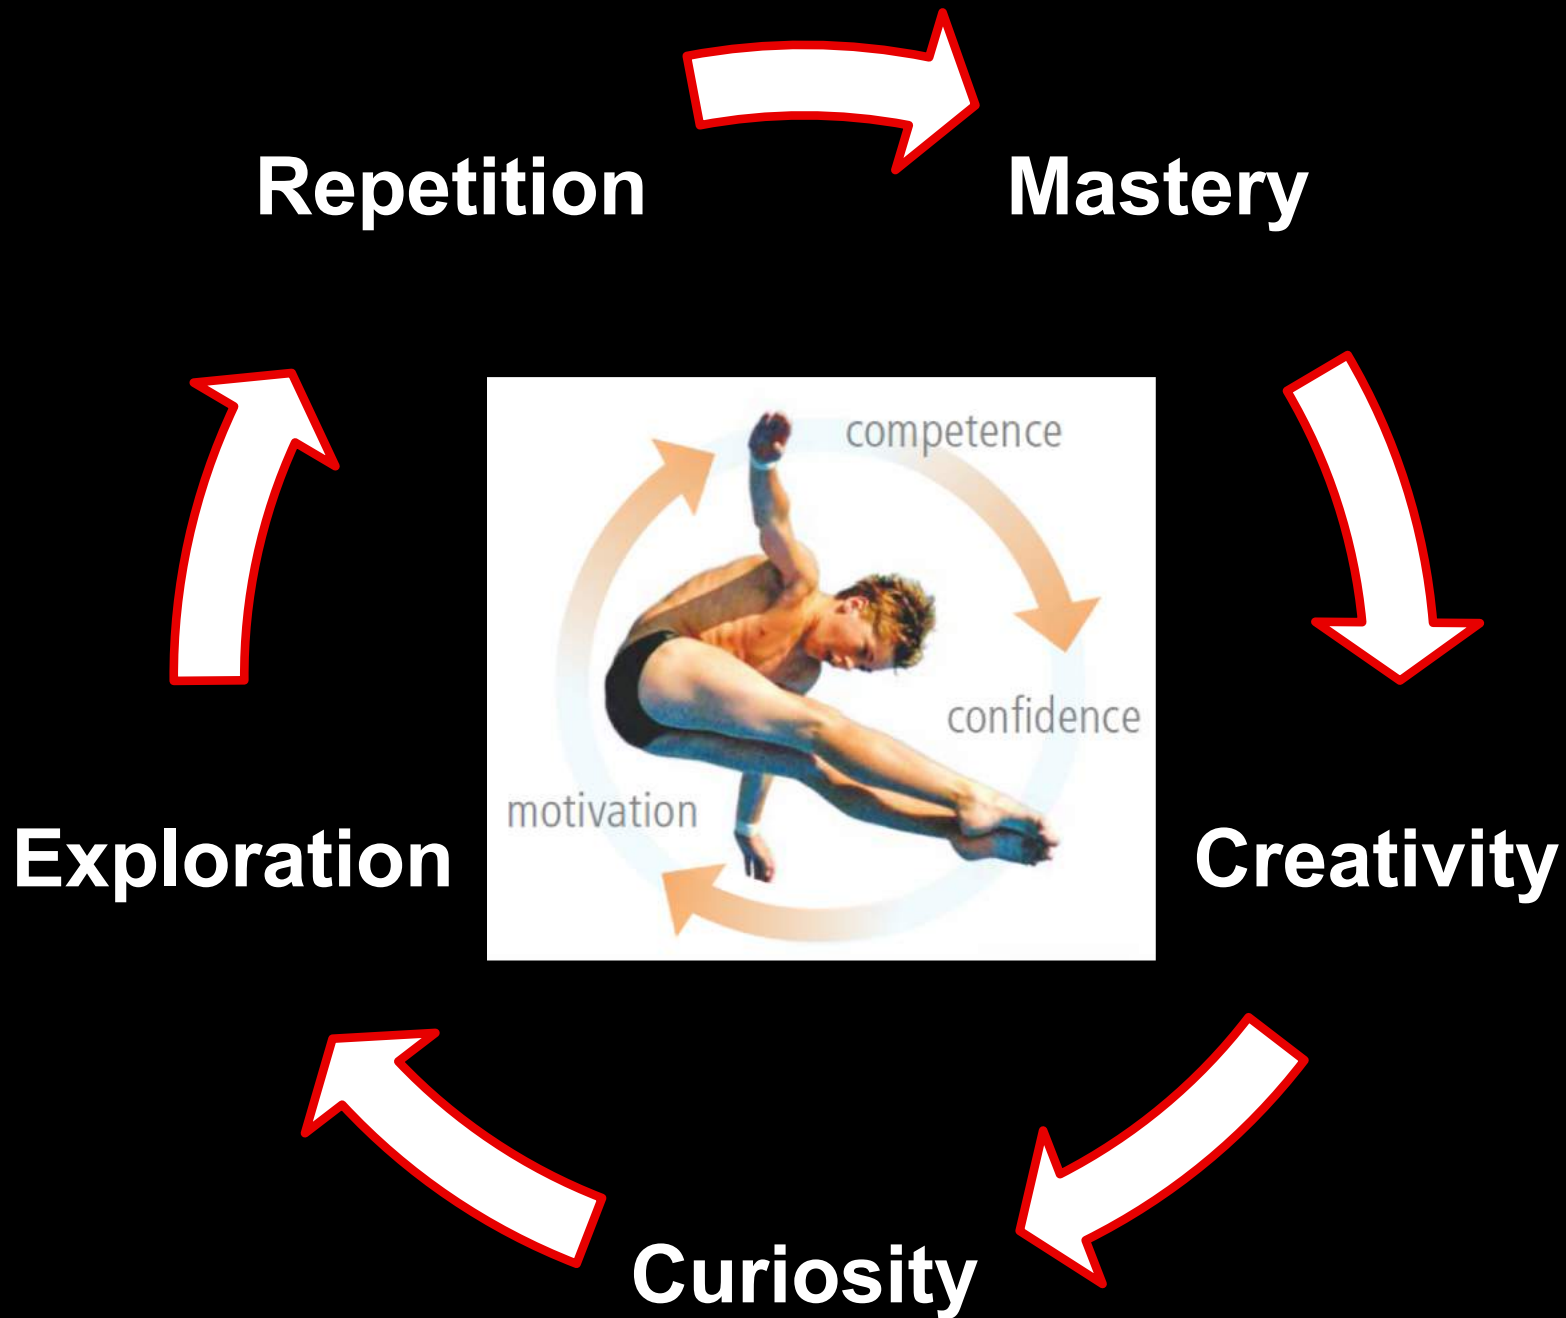 Repetition
Mastery
competence
confidence
motivation
Exploration
Creativity
Curiosity